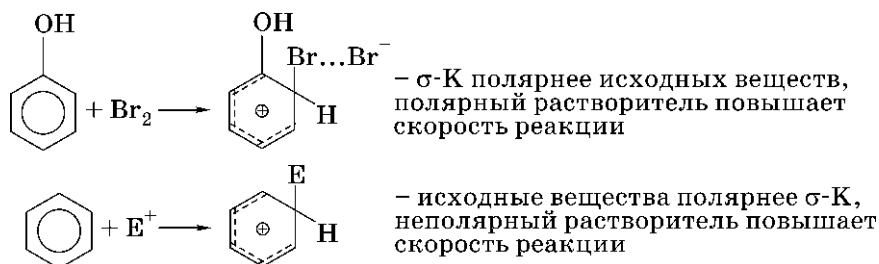 OH
+ Br₂
OH
Br...Br⁻
⊕
H
– σ-К полярнее исходных веществ,
полярный растворитель повышает
скорость реакции
+ E⁺
E
⊕
H
– исходные вещества полярнее σ-К,
неполярный растворитель повышает
скорость реакции